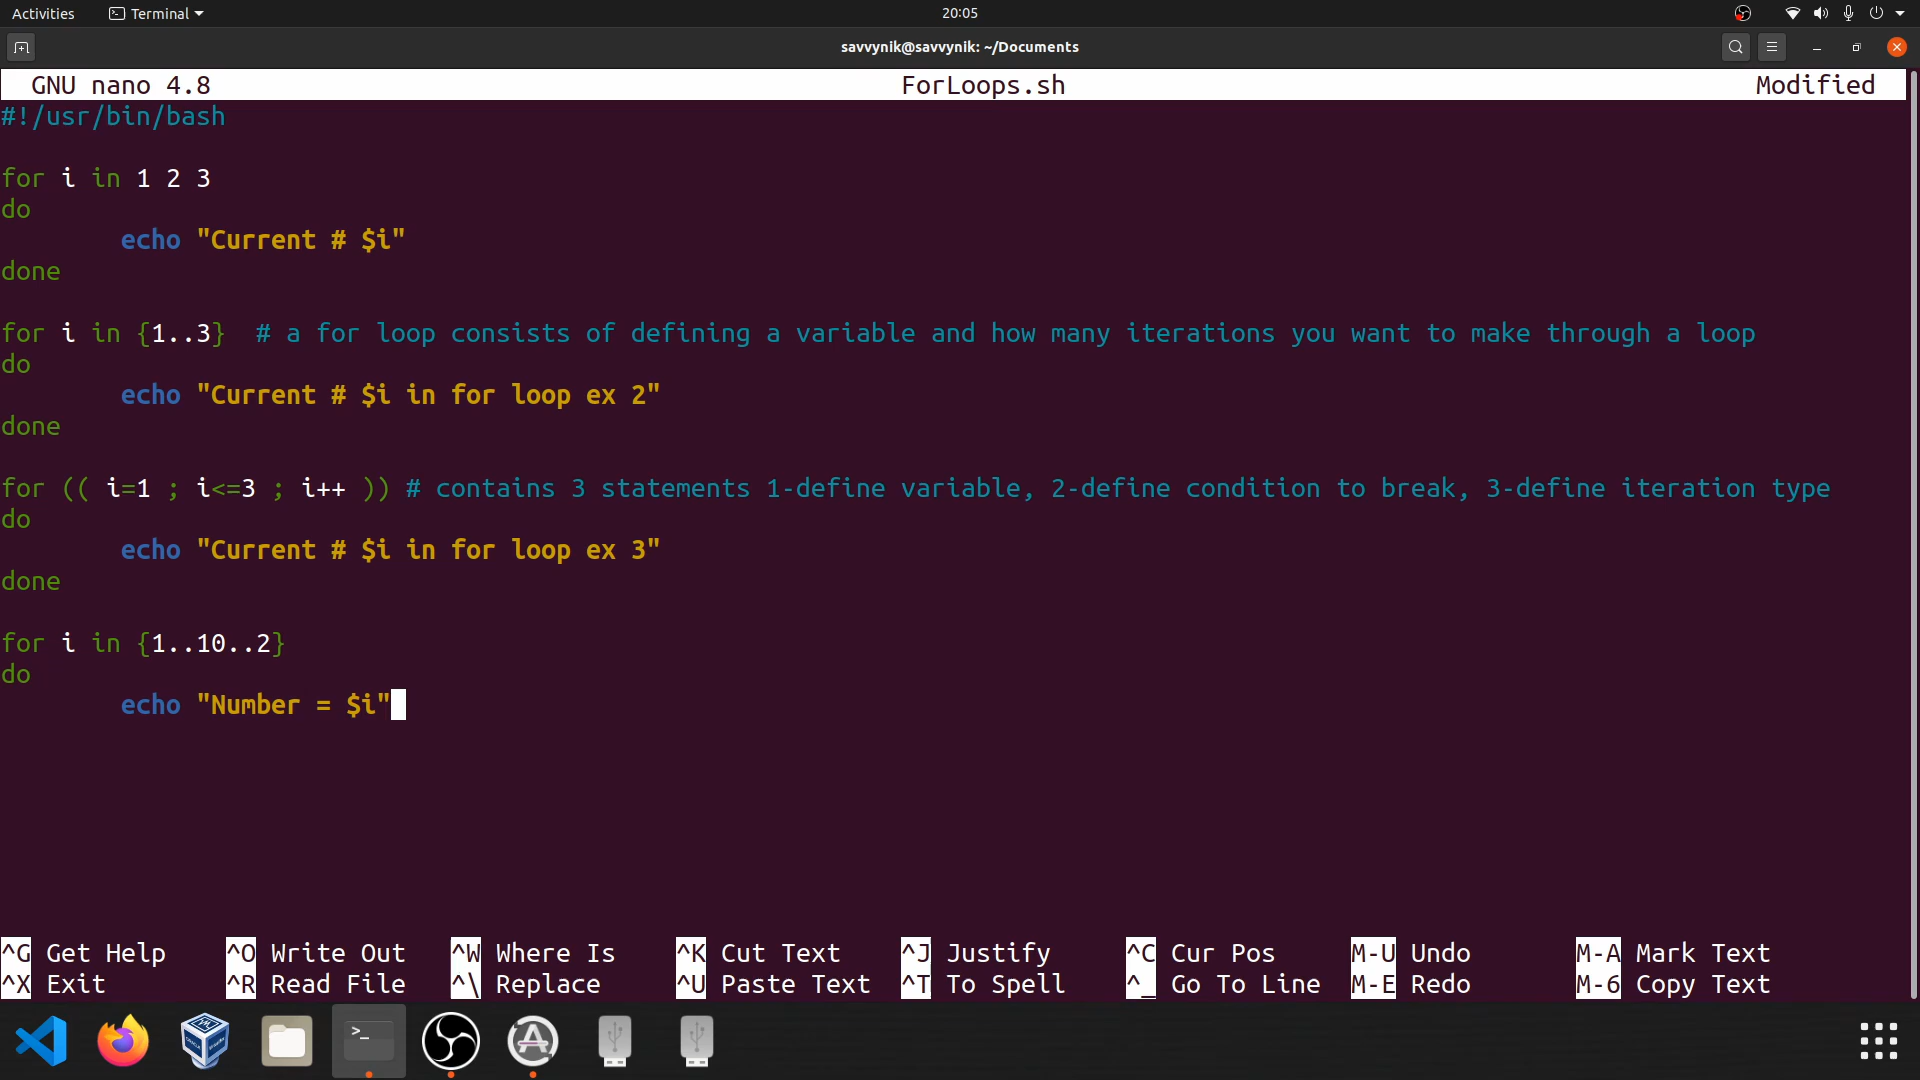 Activities Terminal 20:05
savvynik@savvynik: ~/Documents
GNU nano 4.8 ForLoops.sh Modified
#!/usr/bin/bash
for i in 1 2 3
do
echo "Current # $i"
done
for i in {1..3} # a for loop consists of defining a variable and how many iterations you want to make through a loop
do
echo "Current # $i in for loop ex 2"
done
for (( i=1 ; i<=3 ; i++ )) # contains 3 statements 1-define variable, 2-define condition to break, 3-define iteration type
do
echo "Current # $i in for loop ex 3"
done
for i in {1..10..2}
do
echo "Number = $i"
^G Get Help ^O Write Out ^W Where Is ^K Cut Text ^J Justify ^C Cur Pos M-U Undo M-A Mark Text
^X Exit ^R Read File ^\ Replace ^U Paste Text ^T To Spell ^_ Go To Line M-E Redo M-6 Copy Text